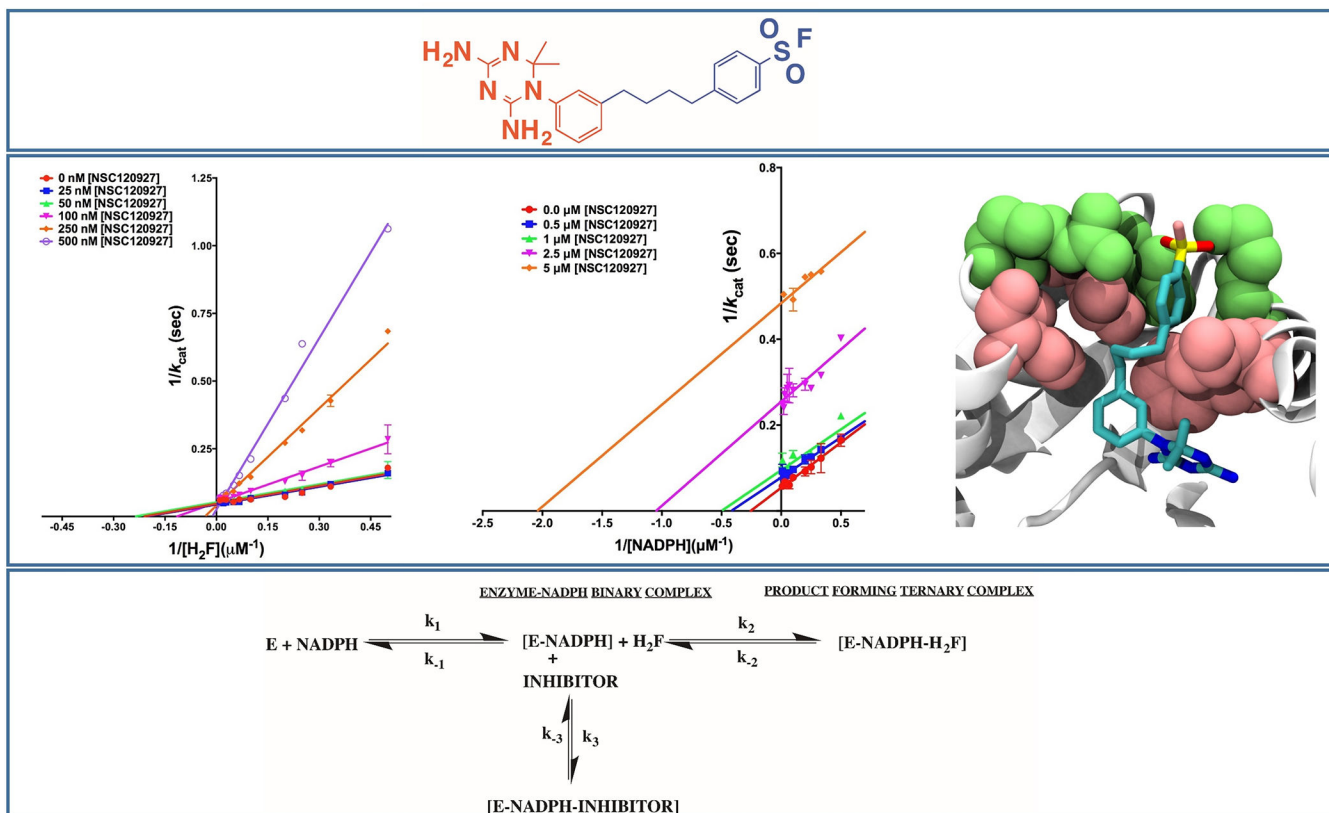 O
F
H₂N
N
S
O
N
N
NH₂
0 nM [NSC120927]
25 nM [NSC120927]
50 nM [NSC120927]
100 nM [NSC120927]
250 nM [NSC120927]
500 nM [NSC120927]
1.25
1.00
0.75
0.50
0.25
1/kcat (sec)
-0.45 -0.30 -0.15 0.00 0.15 0.30 0.45
1/[H₂F](μM⁻¹)
0.0 µM [NSC120927]
0.5 µM [NSC120927]
1 µM [NSC120927]
2.5 µM [NSC120927]
5 µM [NSC120927]
0.8
0.6
0.4
0.2
1/kcat (sec)
-2.5 -2.0 -1.5 -1.0 -0.5 0.0 0.5
1/[NADPH](µM⁻¹)
ENZYME-NADPH BINARY COMPLEX PRODUCT FORMING TERNARY COMPLEX
k₁ k₂
E + NADPH [E-NADPH] + H₂F [E-NADPH-H₂F]
k₋₁ k₋₂
+
INHIBITOR
k₋₃ k₃
[E-NADPH-INHIBITOR]